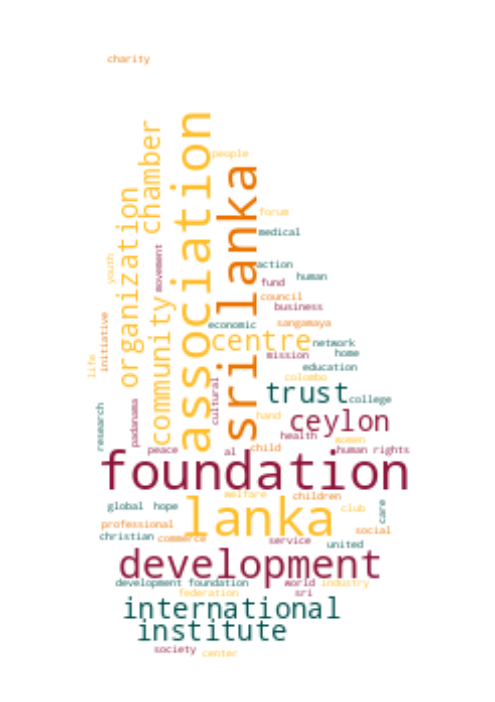 charity
association
chamber
people
sri lanka
organization
forum
medical
movement
youth
action
human
fund
council
business
community
initiative
economic
sangamaya
centre
network
mission
home
life
education
colombo
cultural
trust
college
research
padanama
hand
ceylon
health
women
peace
al
child
human rights
foundation
welfare
children
lanka
global
hope
club
care
professional
social
christian
commerce
service
united
development
development foundation
world
industry
federation
sri
international
institute
society
center